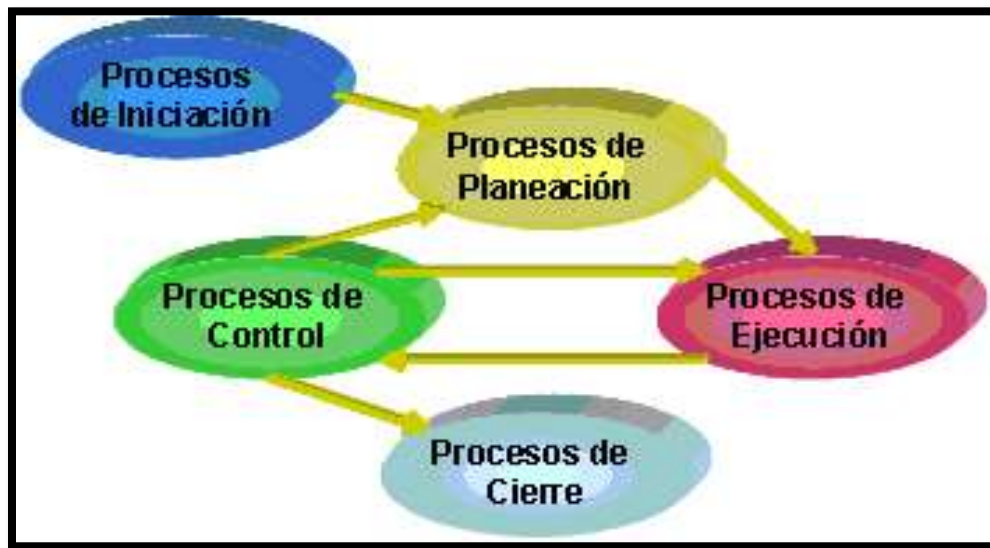 Procesos
de Iniciación
Procesos de
Planeación
Procesos de
Control
Procesos de
Ejecución
Procesos de
Cierre